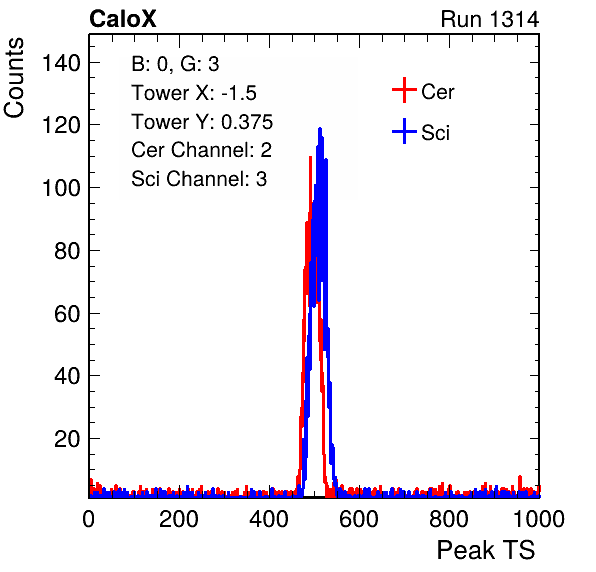 CaloX Run 1314
Counts
B: 0, G: 3
Tower X: -1.5
Tower Y: 0.375
Cer Channel: 2
Sci Channel: 3
Cer
Sci
140
120
100
80
60
40
20
0 200 400 600 800 1000
Peak TS